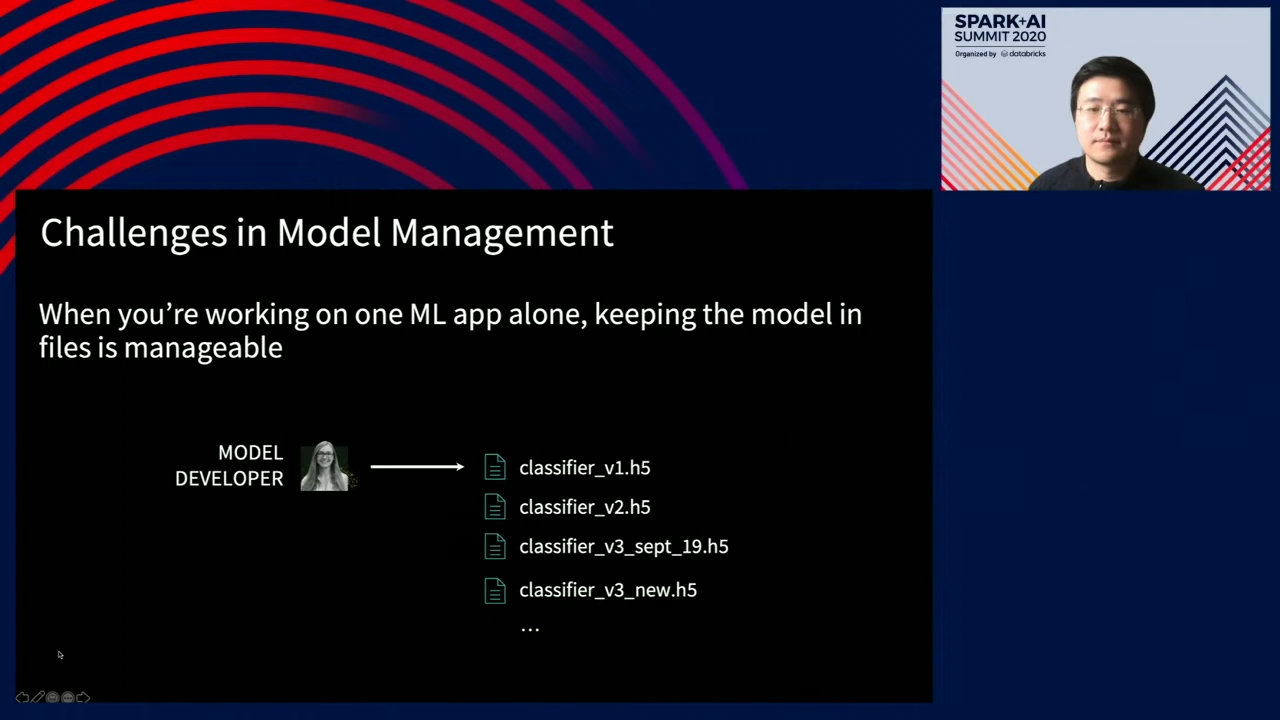 SPARK+AI
SUMMIT 2020
Organized by databricks
Challenges in Model Management
When you're working on one ML app alone, keeping the model in
files is manageable
MODEL
DEVELOPER
classifier_v1.h5
classifier_v2.h5
classifier_v3_sept_19.h5
classifier_v3_new.h5
…